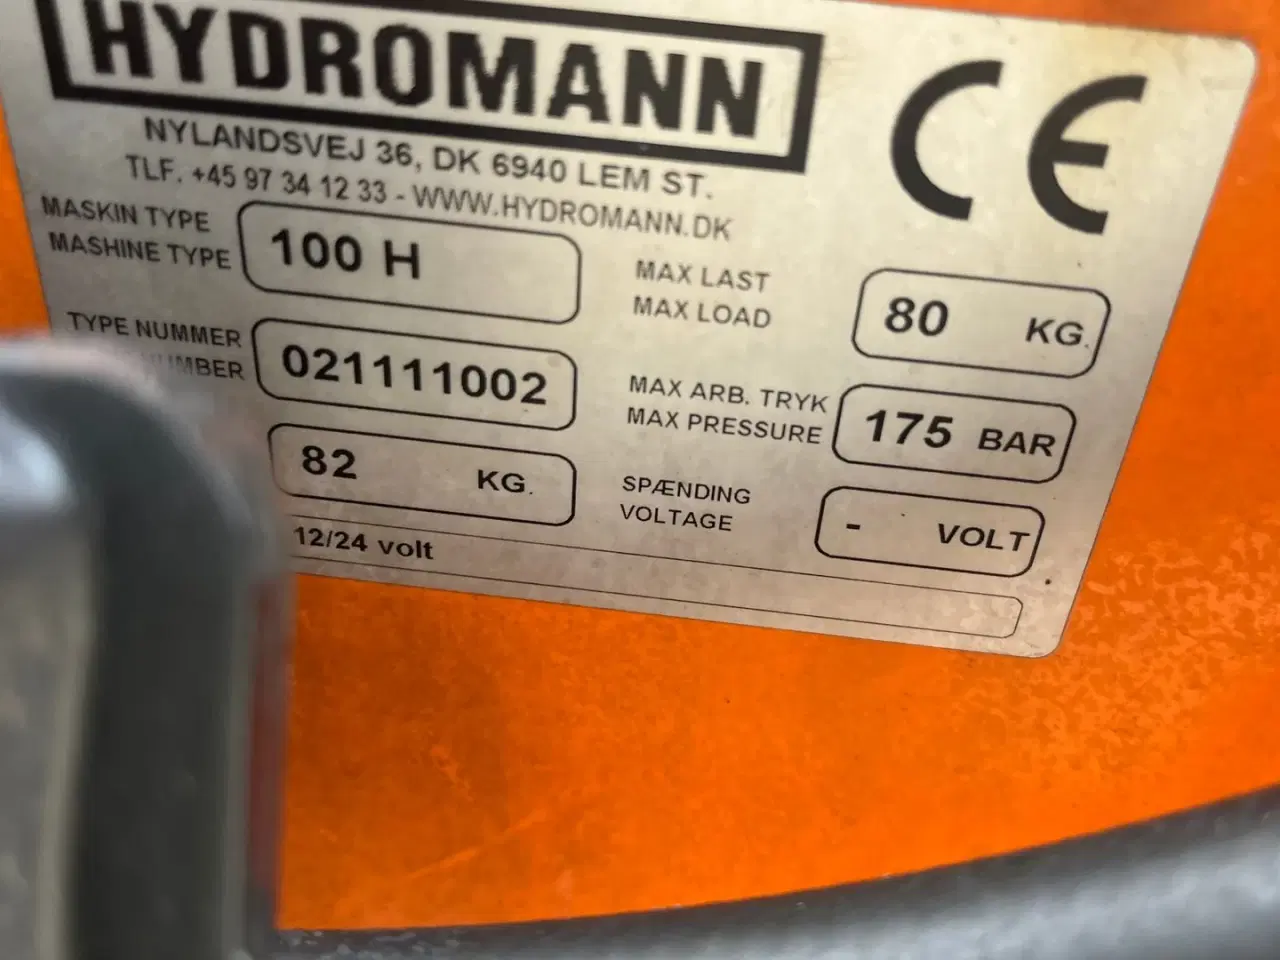 HYDROMANN
CE
NYLANDSVEJ 36, DK 6940 LEM ST.
TLF. +45 97 34 12 33 - WWW.HYDROMANN.DK
MASKIN TYPE
MASHINE TYPE
100 H
MAX LAST
MAX LOAD
80 KG.
TYPE NUMMER
NUMBER
021111002
MAX ARB. TRYK
MAX PRESSURE
175 BAR
82 KG.
SPÆNDING
VOLTAGE
- VOLT
12/24 volt